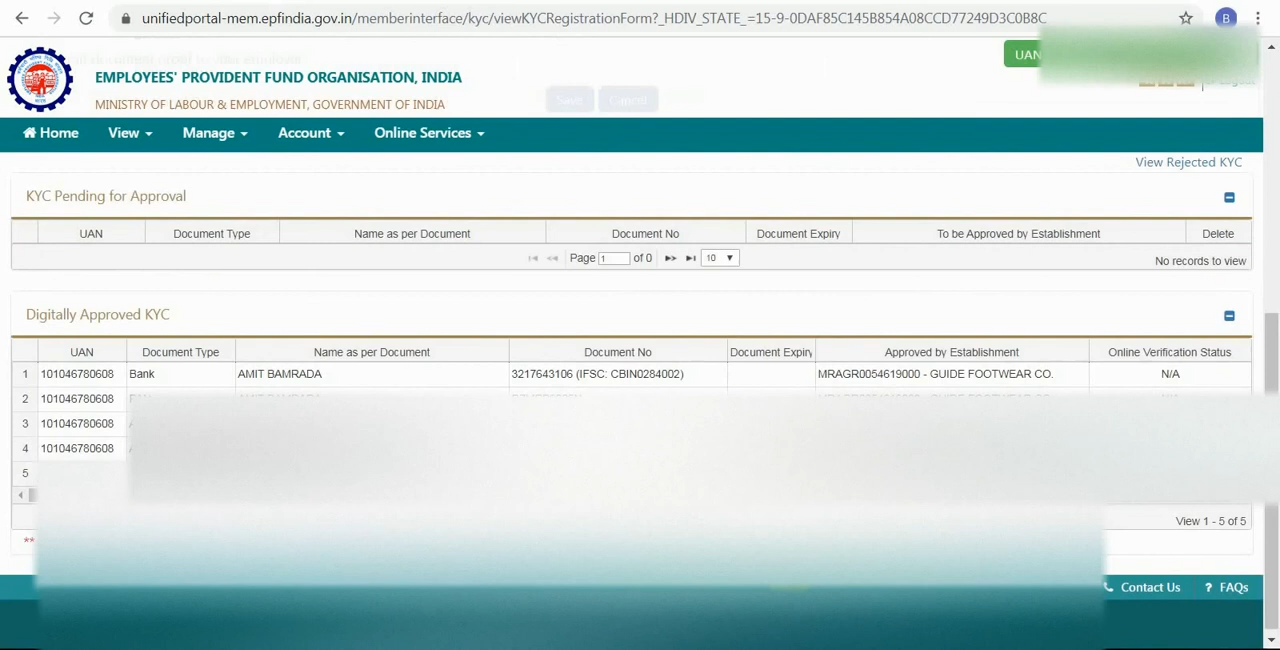 unifiedportal-mem.epfindia.gov.in/memberinterface/kyc/viewKYCRegistrationForm?_HDIV_STATE_=15-9-0DAF85C145B854A08CCD77249D3C0B8C
B
UAN
EMPLOYEES' PROVIDENT FUND ORGANISATION, INDIA
MINISTRY OF LABOUR & EMPLOYMENT, GOVERNMENT OF INDIA
Save Cancel
Home View Manage Account Online Services
View Rejected KYC
KYC Pending for Approval
UAN Document Type Name as per Document Document No Document Expiry To be Approved by Establishment Delete
Page 1 of 0 10
No records to view
Digitally Approved KYC
UAN Document Type Name as per Document Document No Document Expiry Approved by Establishment Online Verification Status
1 101046780608 Bank AMIT BAMRADA 3217643106 (IFSC: CBIN0284002) MRAGR0054619000 - GUIDE FOOTWEAR CO. N/A
2 101046780608
3 101046780608
4 101046780608
5
View 1 - 5 of 5
**
Contact Us ? FAQs